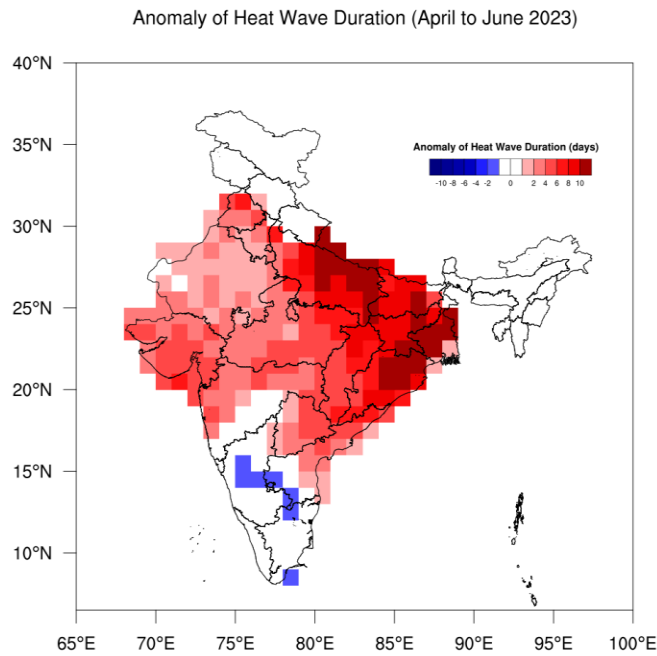 Anomaly of Heat Wave Duration (April to June 2023)
40°N
35°N
Anomaly of Heat Wave Duration (days)
-10 -8 -6 -4 -2 0 2 4 6 8 10
30°N
25°N
20°N
15°N
10°N
65°E 70°E 75°E 80°E 85°E 90°E 95°E 100°E